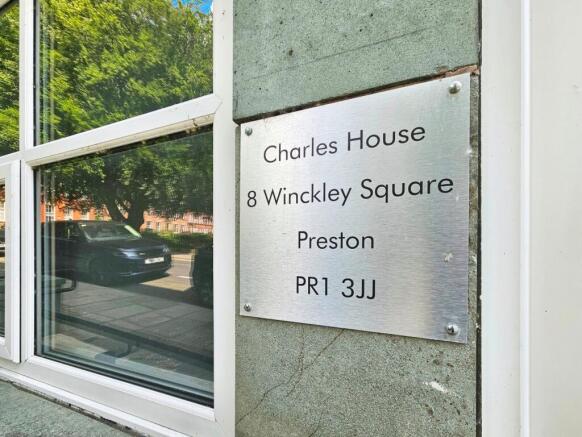 Charles House
8 Winckley Square
Preston
PR1 3JJ